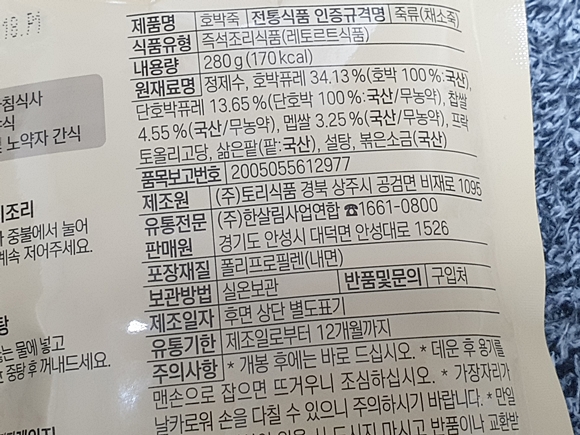 18.P1
침식사
식
노약자 간식
조리
중불에서 눌어
계속 저어주세요.
탕
는 물에 넣고
중탕 후 꺼내드세요.
제품명 호박죽 전통식품 인증규격명 죽류(채소죽)
식품유형 즉석조리식품(레토르트식품)
내용량 280g(170kcal)
원재료명 정제수, 호박퓨레 34.13%(호박 100%:국산),
단호박퓨레 13.65%(단호박 100%:국산/무농약), 찹쌀
4.55%(국산/무농약), 멥쌀 3.25%(국산/무농약), 프락
토올리고당, 삶은팥(팥:국산), 설탕, 볶은소금(국산)
품목보고번호 2005055612977
제조원 (주)토리식품 경북 상주시 공검면 비재로 1095
유통전문판매원 (주)한살림사업연합 ☎1661-0800
경기도 안성시 대덕면 안성대로 1526
포장재질 폴리프로필렌(내면)
보관방법 실온보관 반품및문의 구입처
제조일자 후면 상단 별도표기
유통기한 제조일로부터 12개월까지
주의사항 * 개봉 후에는 바로 드십시오. * 데운 후 용기를
맨손으로 잡으면 뜨거우니 조심하십시오. * 가장자리가
날카로워 손을 다칠 수 있으니 주의하시기 바랍니다. * 만일
드시지 마시고 반품이나 교환받